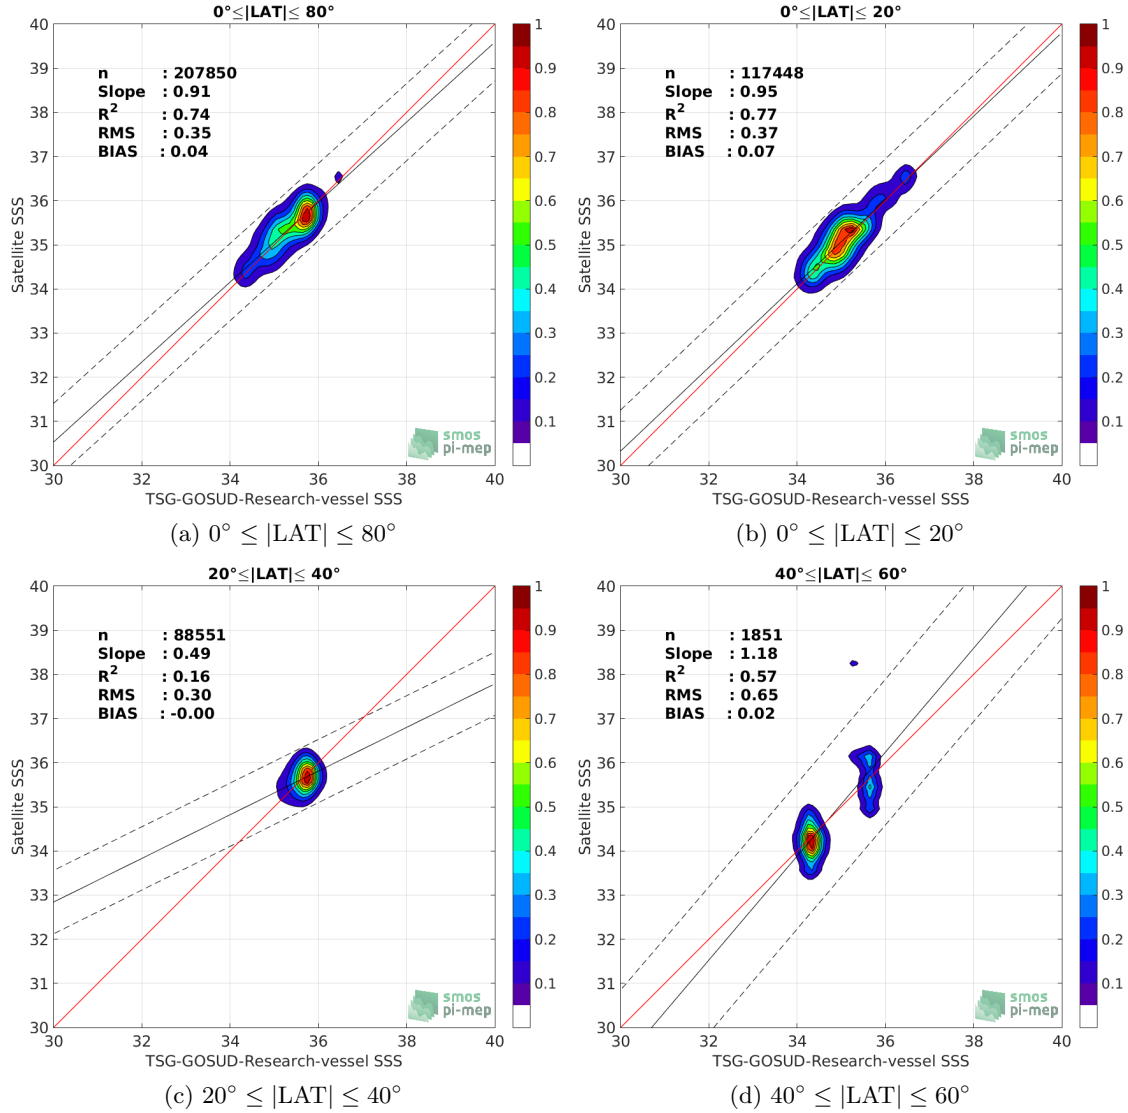 0°≤|LAT|≤ 80°
40
39
38
37
36
35
34
33
32
31
30
30 32 34 36 38 40
Satellite SSS
TSG-GOSUD-Research-vessel SSS
n : 207850
Slope : 0.91
R² : 0.74
RMS : 0.35
BIAS : 0.04
smos
pi-mep
1
0.9
0.8
0.7
0.6
0.5
0.4
0.3
0.2
0.1
(a) 0° ≤ |LAT| ≤ 80°
0°≤|LAT|≤ 20°
40
39
38
37
36
35
34
33
32
31
30
30 32 34 36 38 40
Satellite SSS
TSG-GOSUD-Research-vessel SSS
n : 117448
Slope : 0.95
R² : 0.77
RMS : 0.37
BIAS : 0.07
smos
pi-mep
1
0.9
0.8
0.7
0.6
0.5
0.4
0.3
0.2
0.1
(b) 0° ≤ |LAT| ≤ 20°
20°≤|LAT|≤ 40°
40
39
38
37
36
35
34
33
32
31
30
30 32 34 36 38 40
Satellite SSS
TSG-GOSUD-Research-vessel SSS
n : 88551
Slope : 0.49
R² : 0.16
RMS : 0.30
BIAS : -0.00
smos
pi-mep
1
0.9
0.8
0.7
0.6
0.5
0.4
0.3
0.2
0.1
(c) 20° ≤ |LAT| ≤ 40°
40°≤|LAT|≤ 60°
40
39
38
37
36
35
34
33
32
31
30
30 32 34 36 38 40
Satellite SSS
TSG-GOSUD-Research-vessel SSS
n : 1851
Slope : 1.18
R² : 0.57
RMS : 0.65
BIAS : 0.02
smos
pi-mep
1
0.9
0.8
0.7
0.6
0.5
0.4
0.3
0.2
0.1
(d) 40° ≤ |LAT| ≤ 60°